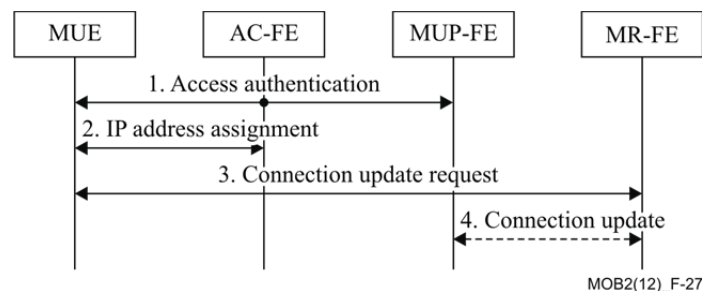 MUE AC-FE MUP-FE MR-FE
1. Access authentication
2. IP address assignment
3. Connection update request
4. Connection update
MOB2(12)_F-27